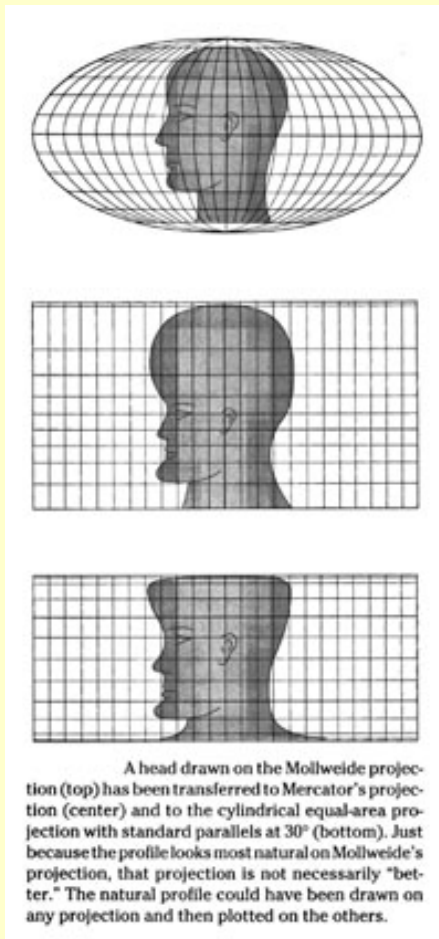 A head drawn on the Mollweide projec-
tion (top) has been transferred to Mercator's projec-
tion (center) and to the cylindrical equal-area pro-
jection with standard parallels at 30° (bottom). Just
because the profile looks most natural on Mollweide's
projection, that projection is not necessarily "bet-
ter." The natural profile could have been drawn on
any projection and then plotted on the others.